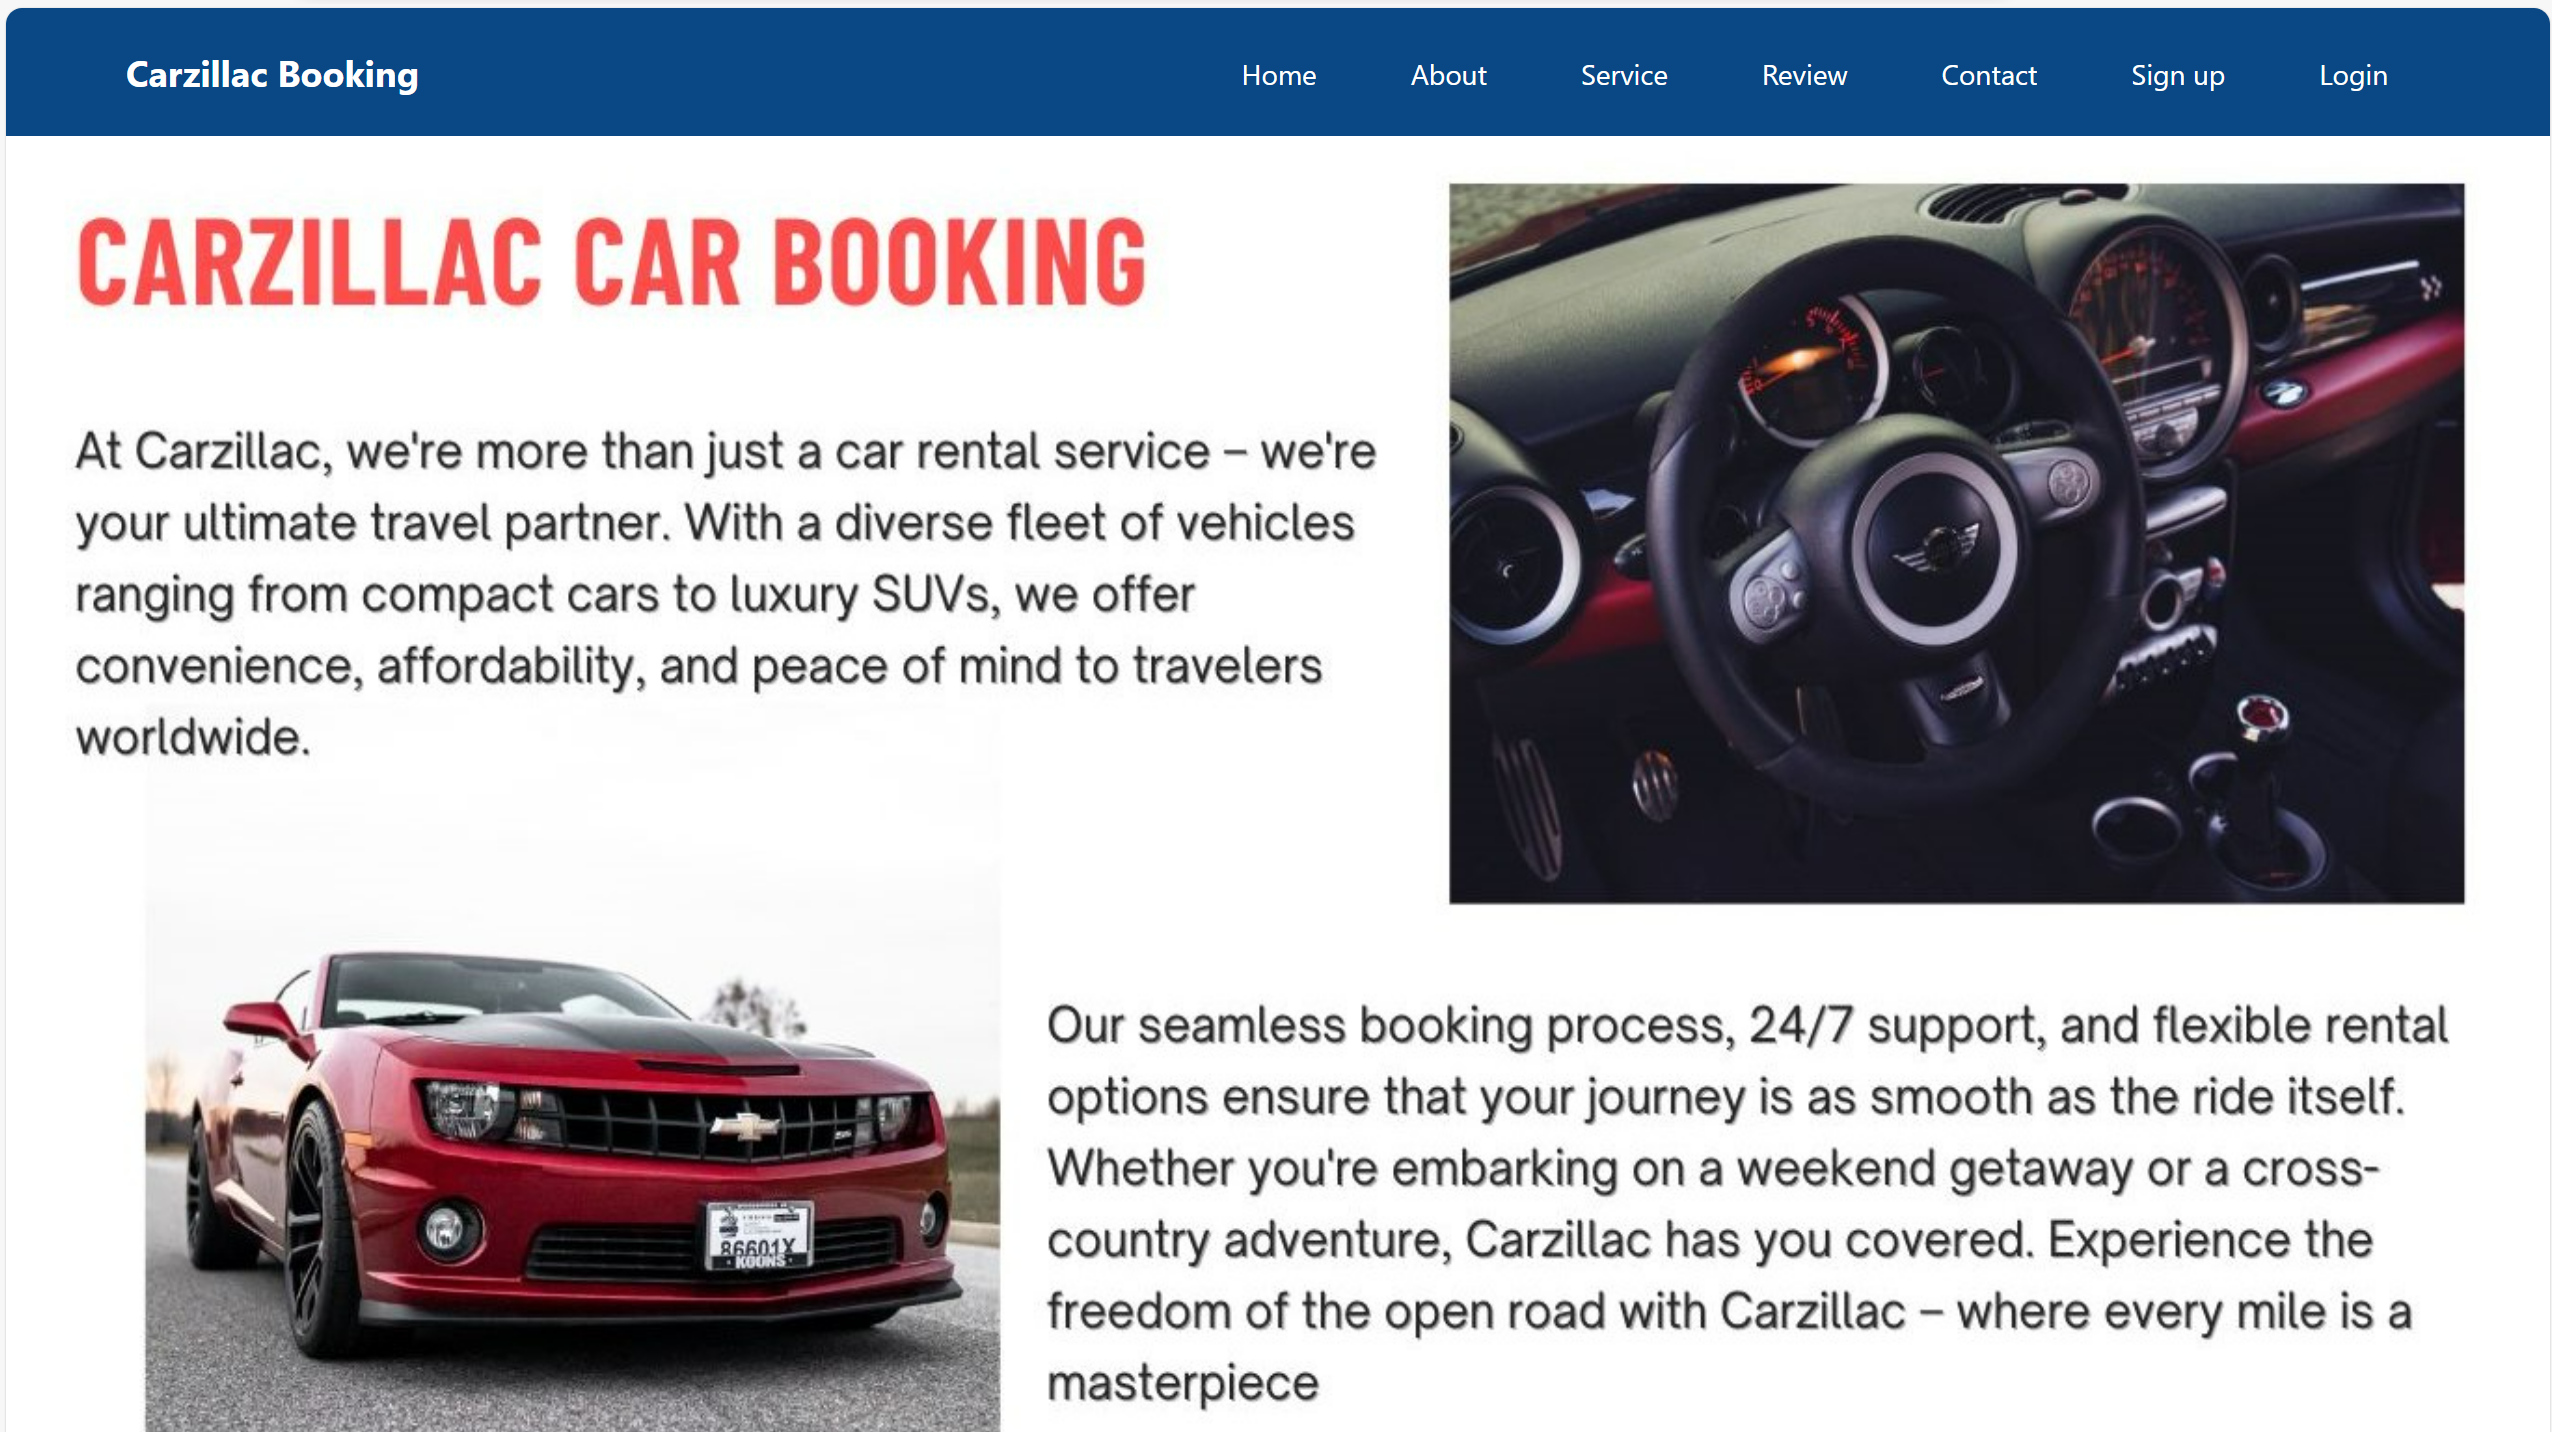 Carzillac Booking
Home
About
Service
Review
Contact
Sign up
Login
CARZILLAC CAR BOOKING
At Carzillac, we're more than just a car rental service – we're
your ultimate travel partner. With a diverse fleet of vehicles
ranging from compact cars to luxury SUVs, we offer
convenience, affordability, and peace of mind to travelers
worldwide.
Our seamless booking process, 24/7 support, and flexible rental
options ensure that your journey is as smooth as the ride itself.
Whether you're embarking on a weekend getaway or a cross-
country adventure, Carzillac has you covered. Experience the
freedom of the open road with Carzillac – where every mile is a
masterpiece
86601X
KOONS